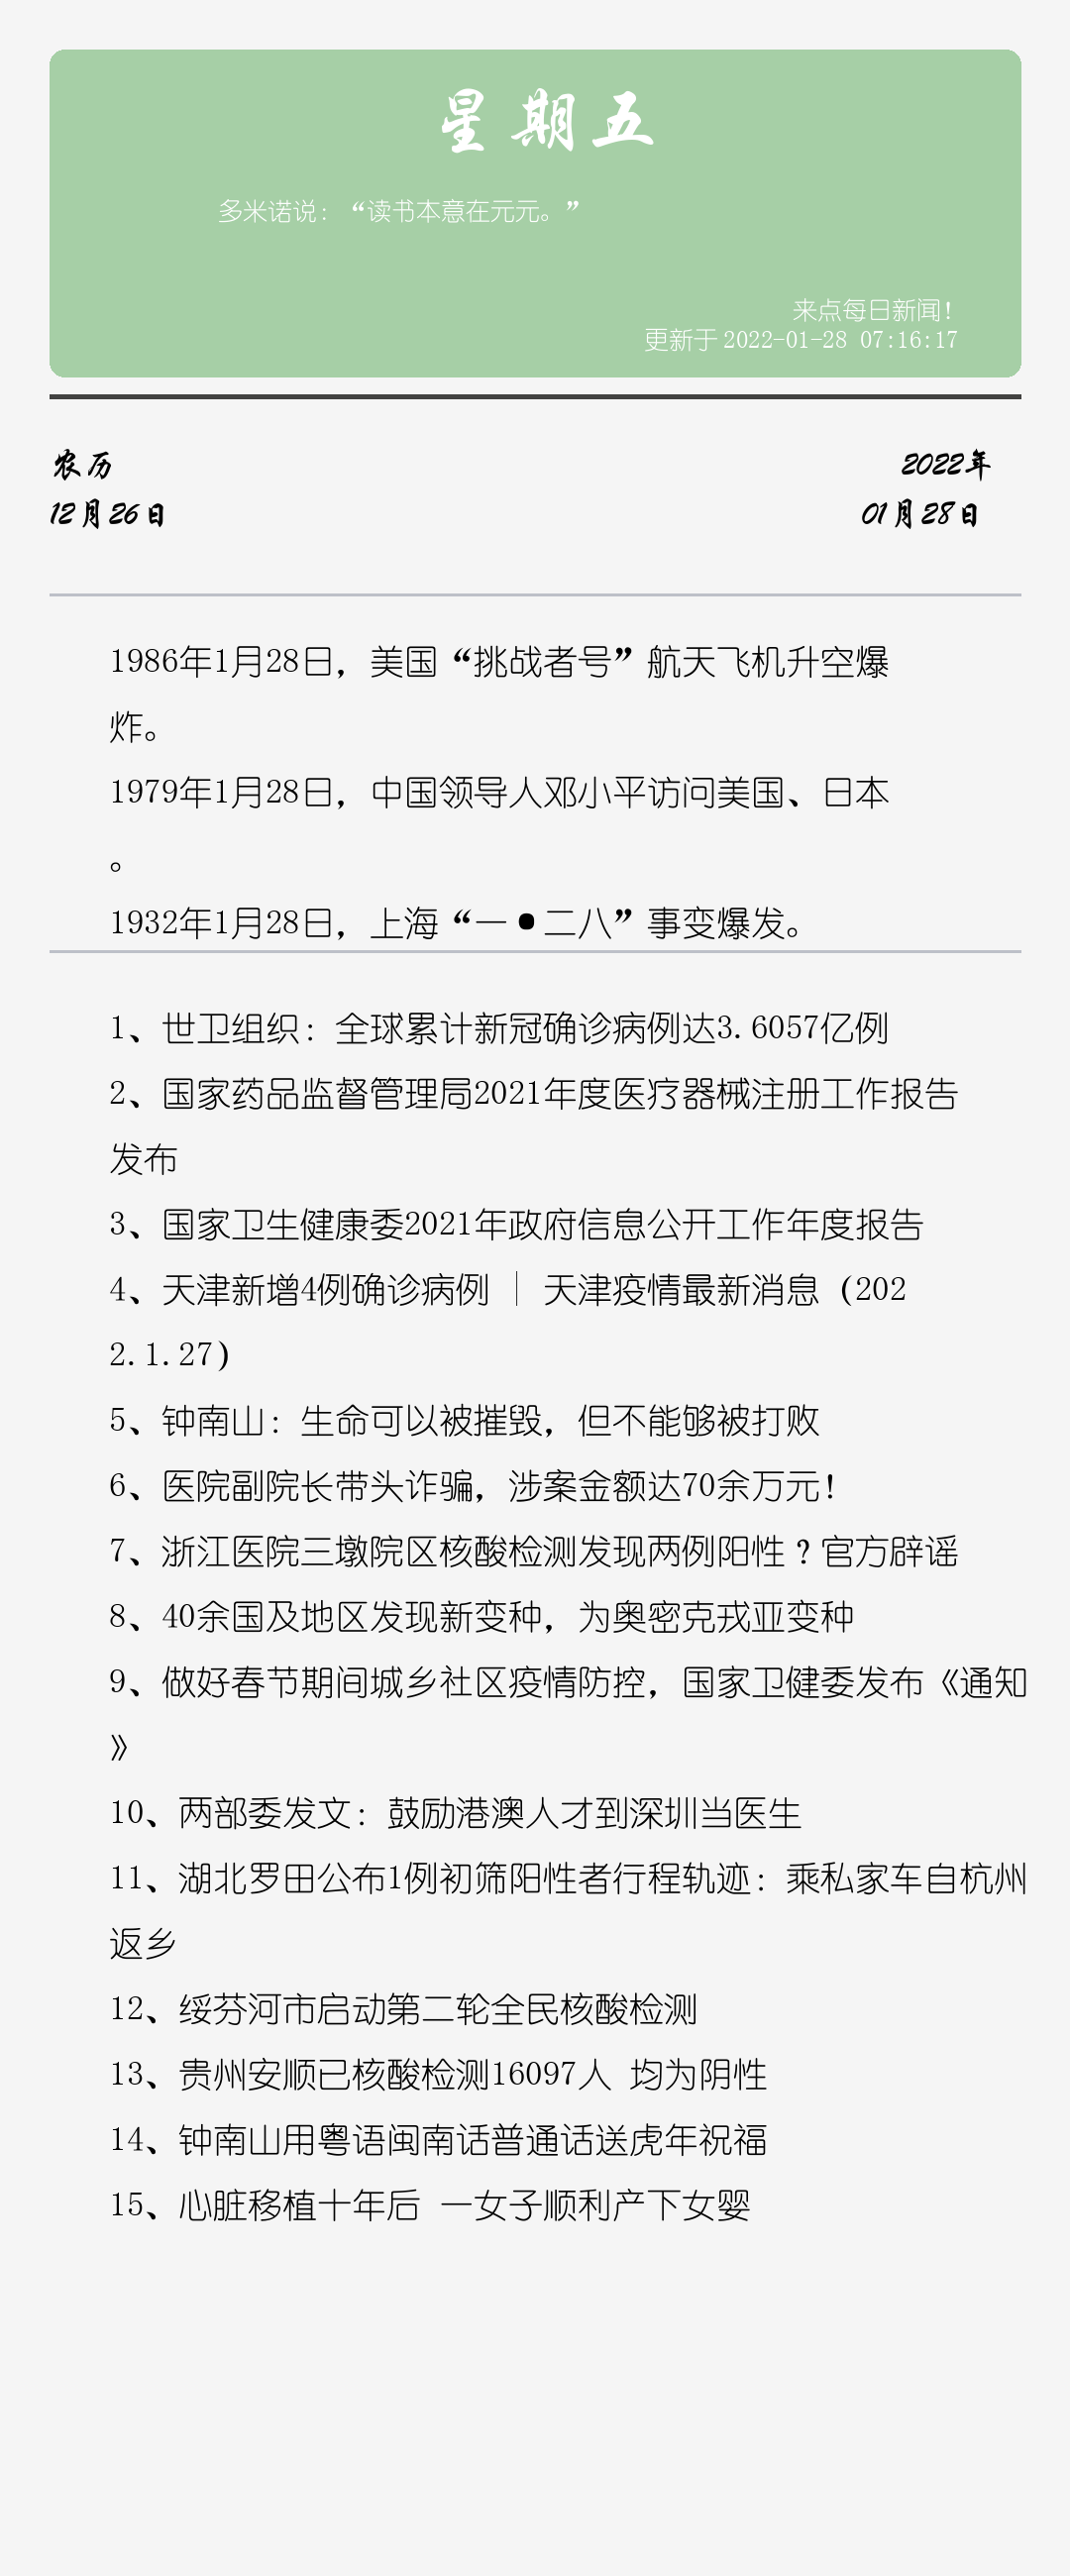 星期五
多米诺说：“读书本意在元元。”
来点每日新闻！
更新于 2022-01-28 07:16:17
农历
12月26日
2022年
01月28日
1986年1月28日，美国“挑战者号”航天飞机升空爆
炸。
1979年1月28日，中国领导人邓小平访问美国、日本
。
1932年1月28日，上海“一•二八”事变爆发。
1、世卫组织：全球累计新冠确诊病例达3.6057亿例
2、国家药品监督管理局2021年度医疗器械注册工作报告
发布
3、国家卫生健康委2021年政府信息公开工作年度报告
4、天津新增4例确诊病例 | 天津疫情最新消息（202
2.1.27）
5、钟南山：生命可以被摧毁，但不能够被打败
6、医院副院长带头诈骗，涉案金额达70余万元！
7、浙江医院三墩院区核酸检测发现两例阳性？官方辟谣
8、40余国及地区发现新变种，为奥密克戎亚变种
9、做好春节期间城乡社区疫情防控，国家卫健委发布《通知
》
10、两部委发文：鼓励港澳人才到深圳当医生
11、湖北罗田公布1例初筛阳性者行程轨迹：乘私家车自杭州
返乡
12、绥芬河市启动第二轮全民核酸检测
13、贵州安顺已核酸检测16097人 均为阴性
14、钟南山用粤语闽南话普通话送虎年祝福
15、心脏移植十年后 一女子顺利产下女婴